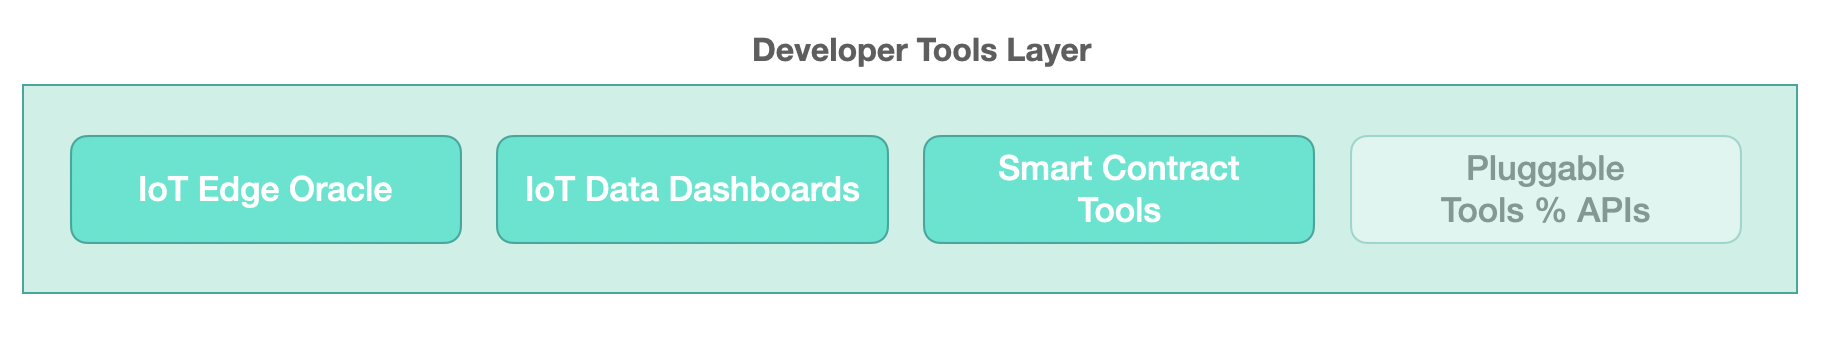 Developer Tools Layer
IoT Edge Oracle
IoT Data Dashboards
Smart Contract
Tools
Pluggable
Tools % APIs